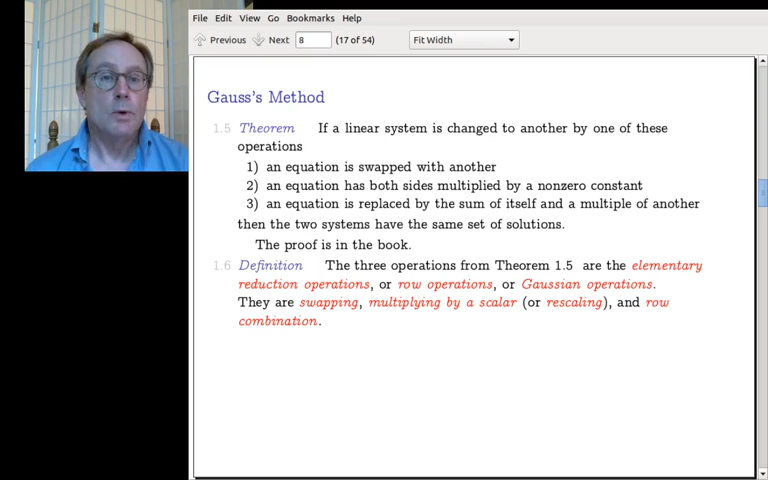 File Edit View Go Bookmarks Help
Previous Next 8 (17 of 54) Fit Width
Gauss's Method
1.5 Theorem If a linear system is changed to another by one of these
operations
1) an equation is swapped with another
2) an equation has both sides multiplied by a nonzero constant
3) an equation is replaced by the sum of itself and a multiple of another
then the two systems have the same set of solutions.
The proof is in the book.
1.6 Definition The three operations from Theorem 1.5 are the elementary
reduction operations, or row operations, or Gaussian operations.
They are swapping, multiplying by a scalar (or rescaling), and row
combination.